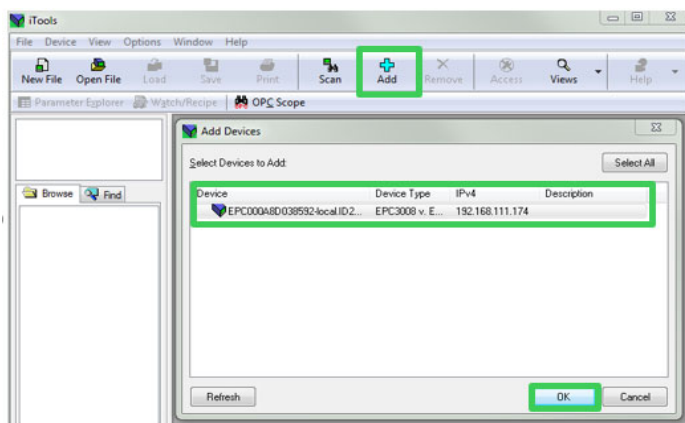 iTools
File Device View Options Window Help
New File Open File Load Save Print Scan Add Remove Access Views Help
Parameter Explorer Watch/Recipe OPC Scope
Add Devices
Select Devices to Add:
Select All
Browse Find
Device Device Type IPv4 Description
EPC000A8D038592-local.ID2... EPC3008 v. E... 192.168.111.174
Refresh OK Cancel